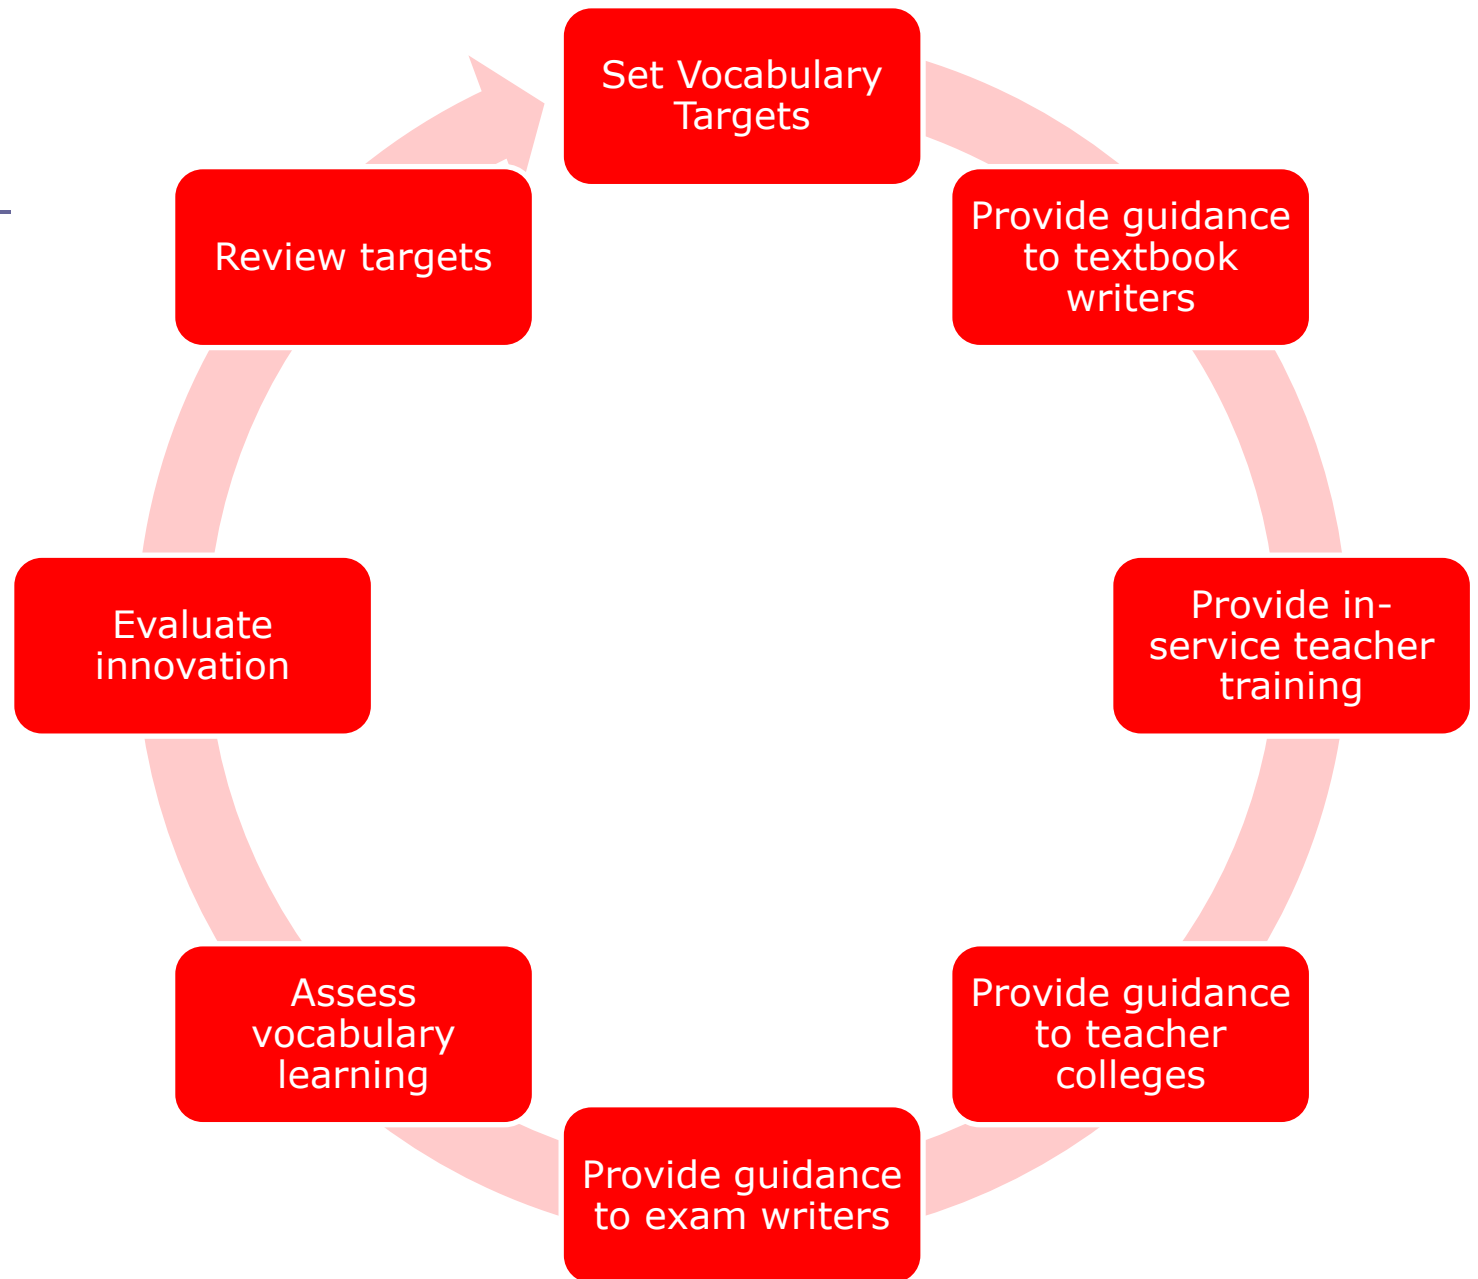 Set Vocabulary
Targets
Provide guidance
to textbook
writers
Provide in-
service teacher
training
Provide guidance
to teacher
colleges
Provide guidance
to exam writers
Assess
vocabulary
learning
Evaluate
innovation
Review targets